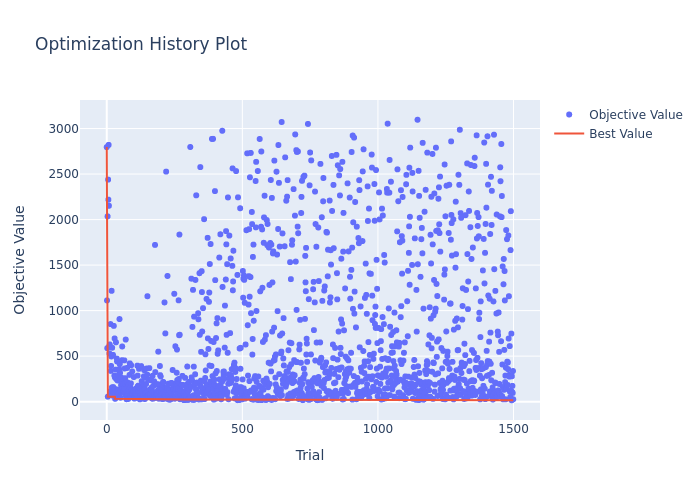 Optimization History Plot
Objective Value
Best Value
3000
2500
2000
1500
1000
500
0
Objective Value
0
500
1000
1500
Trial